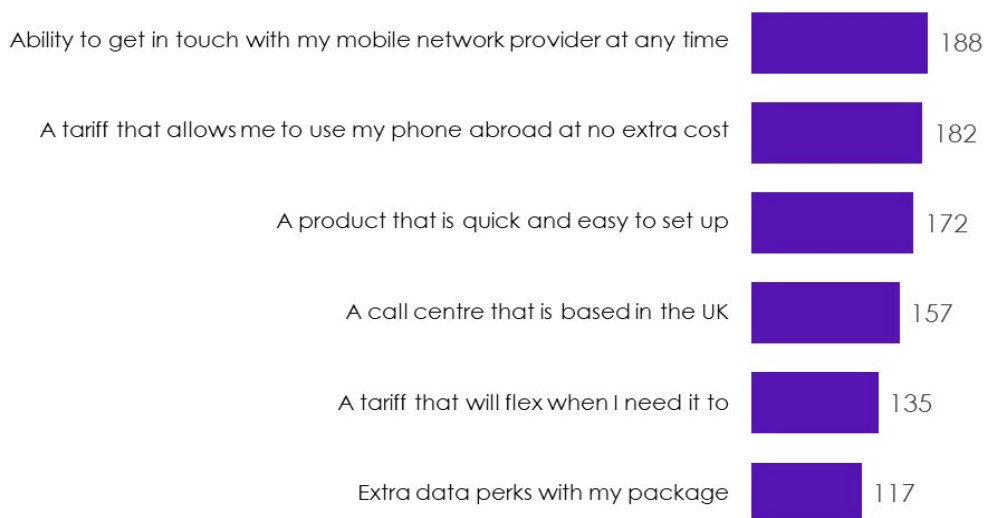 Ability to get in touch with my mobile network provider at any time 188
A tariff that allows me to use my phone abroad at no extra cost 182
A product that is quick and easy to set up 172
A call centre that is based in the UK 157
A tariff that will flex when I need it to 135
Extra data perks with my package 117